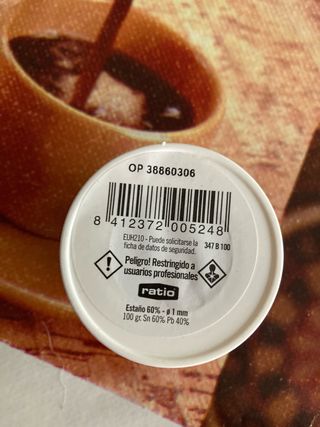 OP 38860306
8 412372 005248
EUH210 - Puede solicitarse la
ficha de datos de seguridad.
347 B 100
Peligro! Restringido a
usuarios profesionales
ratio
Estaño 60% - ø 1 mm
100 gr. Sn 60% Pb 40%